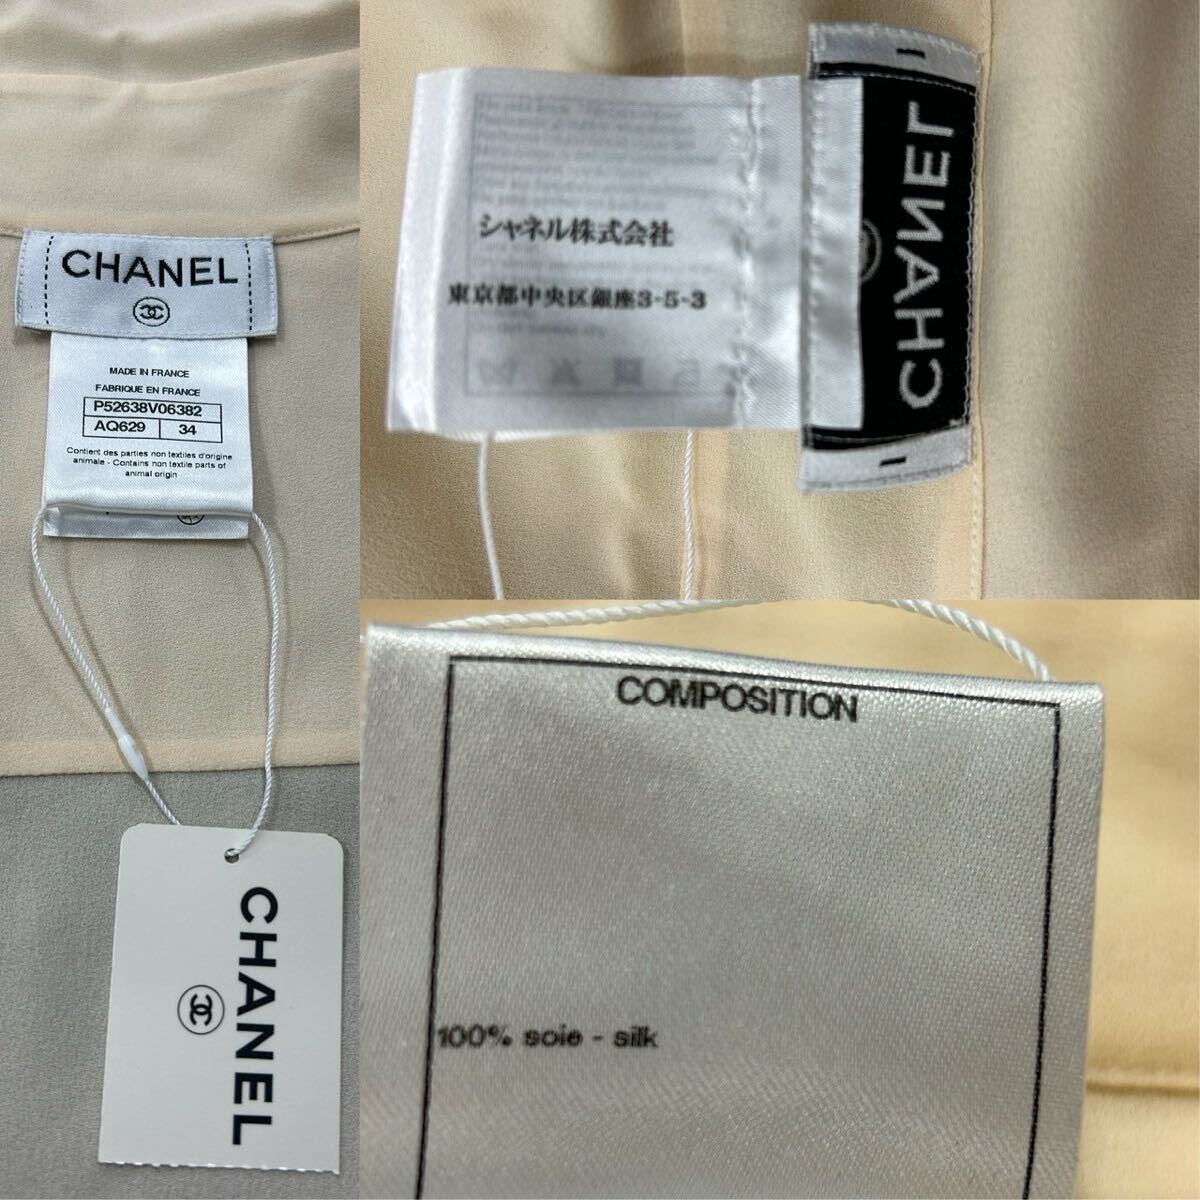 CHANEL
MADE IN FRANCE
FABRIQUE EN FRANCE
P52638V06382
AQ629 34
Contient des parties non textiles d'origine
animale - Contains non textile parts of
animal origin
CHANEL
シャネル株式会社
東京都中央区銀座3-5-3
CHANEL
COMPOSITION
100% soie - silk